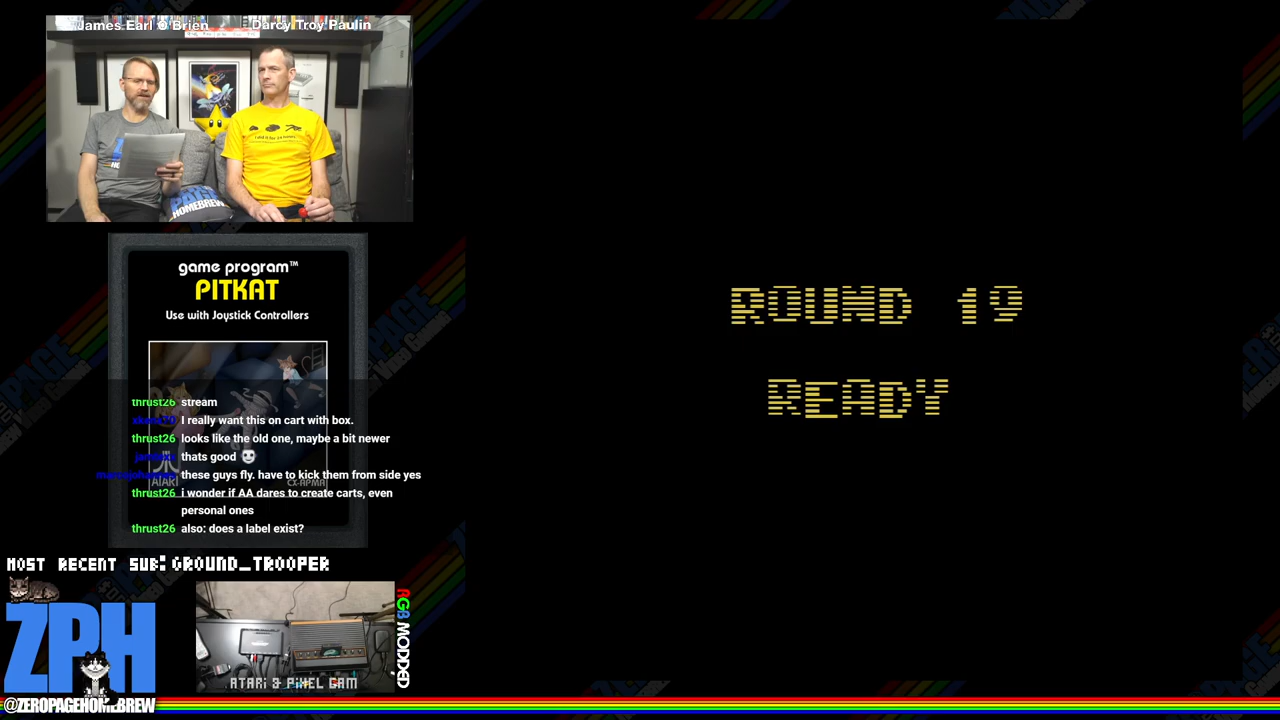 James Earl O'Brien
Darcy Troy Paulin
game program™
PITKAT
Use with Joystick Controllers
thrust26 stream
I really want this on cart with box.
thrust26 looks like the old one, maybe a bit newer
thats good
these guys fly. have to kick them from side yes
thrust26 i wonder if AA dares to create carts, even
personal ones
thrust26 also: does a label exist?
ATARI
CX-APMA
MOST RECENT SUB: GROUND_TROOPER
ZPH
@ZEROPAGEHOMEBREW
ATARI & PIXEL CAM
RGB MODDED
ROUND 19
READY